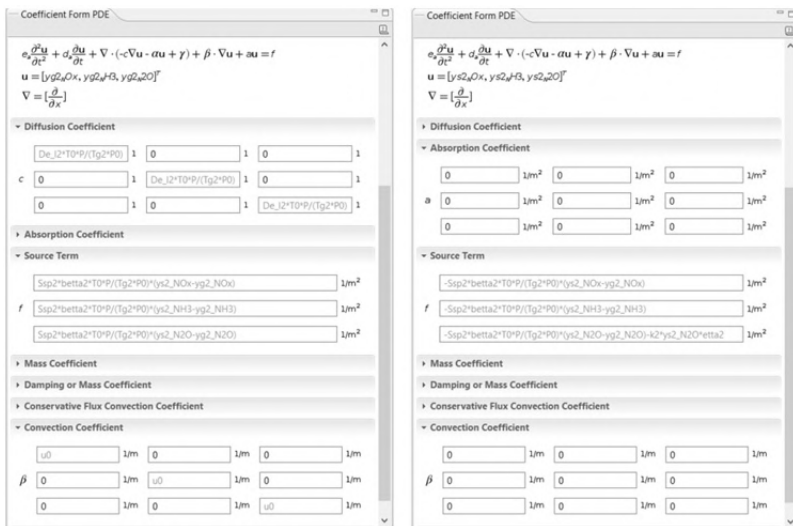 Coefficient Form PDE
eₐ∂²u/∂t² + dₐ∂u/∂t + ∇ · (-c∇u - αu + γ) + β · ∇u + au = f
u = [yg2_NOx, yg2_NH3, yg2_N2O]ᵀ
∇ = [∂/∂x]
Diffusion Coefficient
De_I2*T0*P/(Tg2*P0) 1 0 1 0 1
c 0 1 De_I2*T0*P/(Tg2*P0) 1 0 1
0 1 0 1 De_I2*T0*P/(Tg2*P0) 1
Absorption Coefficient
Source Term
Ssp2*betta2*T0*P/(Tg2*P0)*(ys2_NOx-yg2_NOx) 1/m²
f Ssp2*betta2*T0*P/(Tg2*P0)*(ys2_NH3-yg2_NH3) 1/m²
Ssp2*betta2*T0*P/(Tg2*P0)*(ys2_N2O-yg2_N2O) 1/m²
Mass Coefficient
Damping or Mass Coefficient
Conservative Flux Convection Coefficient
Convection Coefficient
u0 1/m 0 1/m 0 1/m
β 0 1/m u0 1/m 0 1/m
0 1/m 0 1/m u0 1/m
Coefficient Form PDE
eₐ∂²u/∂t² + dₐ∂u/∂t + ∇ · (-c∇u - αu + γ) + β · ∇u + au = f
u = [ys2_NOx, ys2_NH3, ys2_N2O]ᵀ
∇ = [∂/∂x]
Diffusion Coefficient
Absorption Coefficient
0 1/m² 0 1/m² 0 1/m²
a 0 1/m² 0 1/m² 0 1/m²
0 1/m² 0 1/m² 0 1/m²
Source Term
-Ssp2*betta2*T0*P/(Tg2*P0)*(ys2_NOx-yg2_NOx) 1/m²
f -Ssp2*betta2*T0*P/(Tg2*P0)*(ys2_NH3-yg2_NH3) 1/m²
-Ssp2*betta2*T0*P/(Tg2*P0)*(ys2_N2O-yg2_N2O)-k2*ys2_N2O*etta2 1/m²
Mass Coefficient
Damping or Mass Coefficient
Conservative Flux Convection Coefficient
Convection Coefficient
0 1/m 0 1/m 0 1/m
β 0 1/m 0 1/m 0 1/m
0 1/m 0 1/m 0 1/m